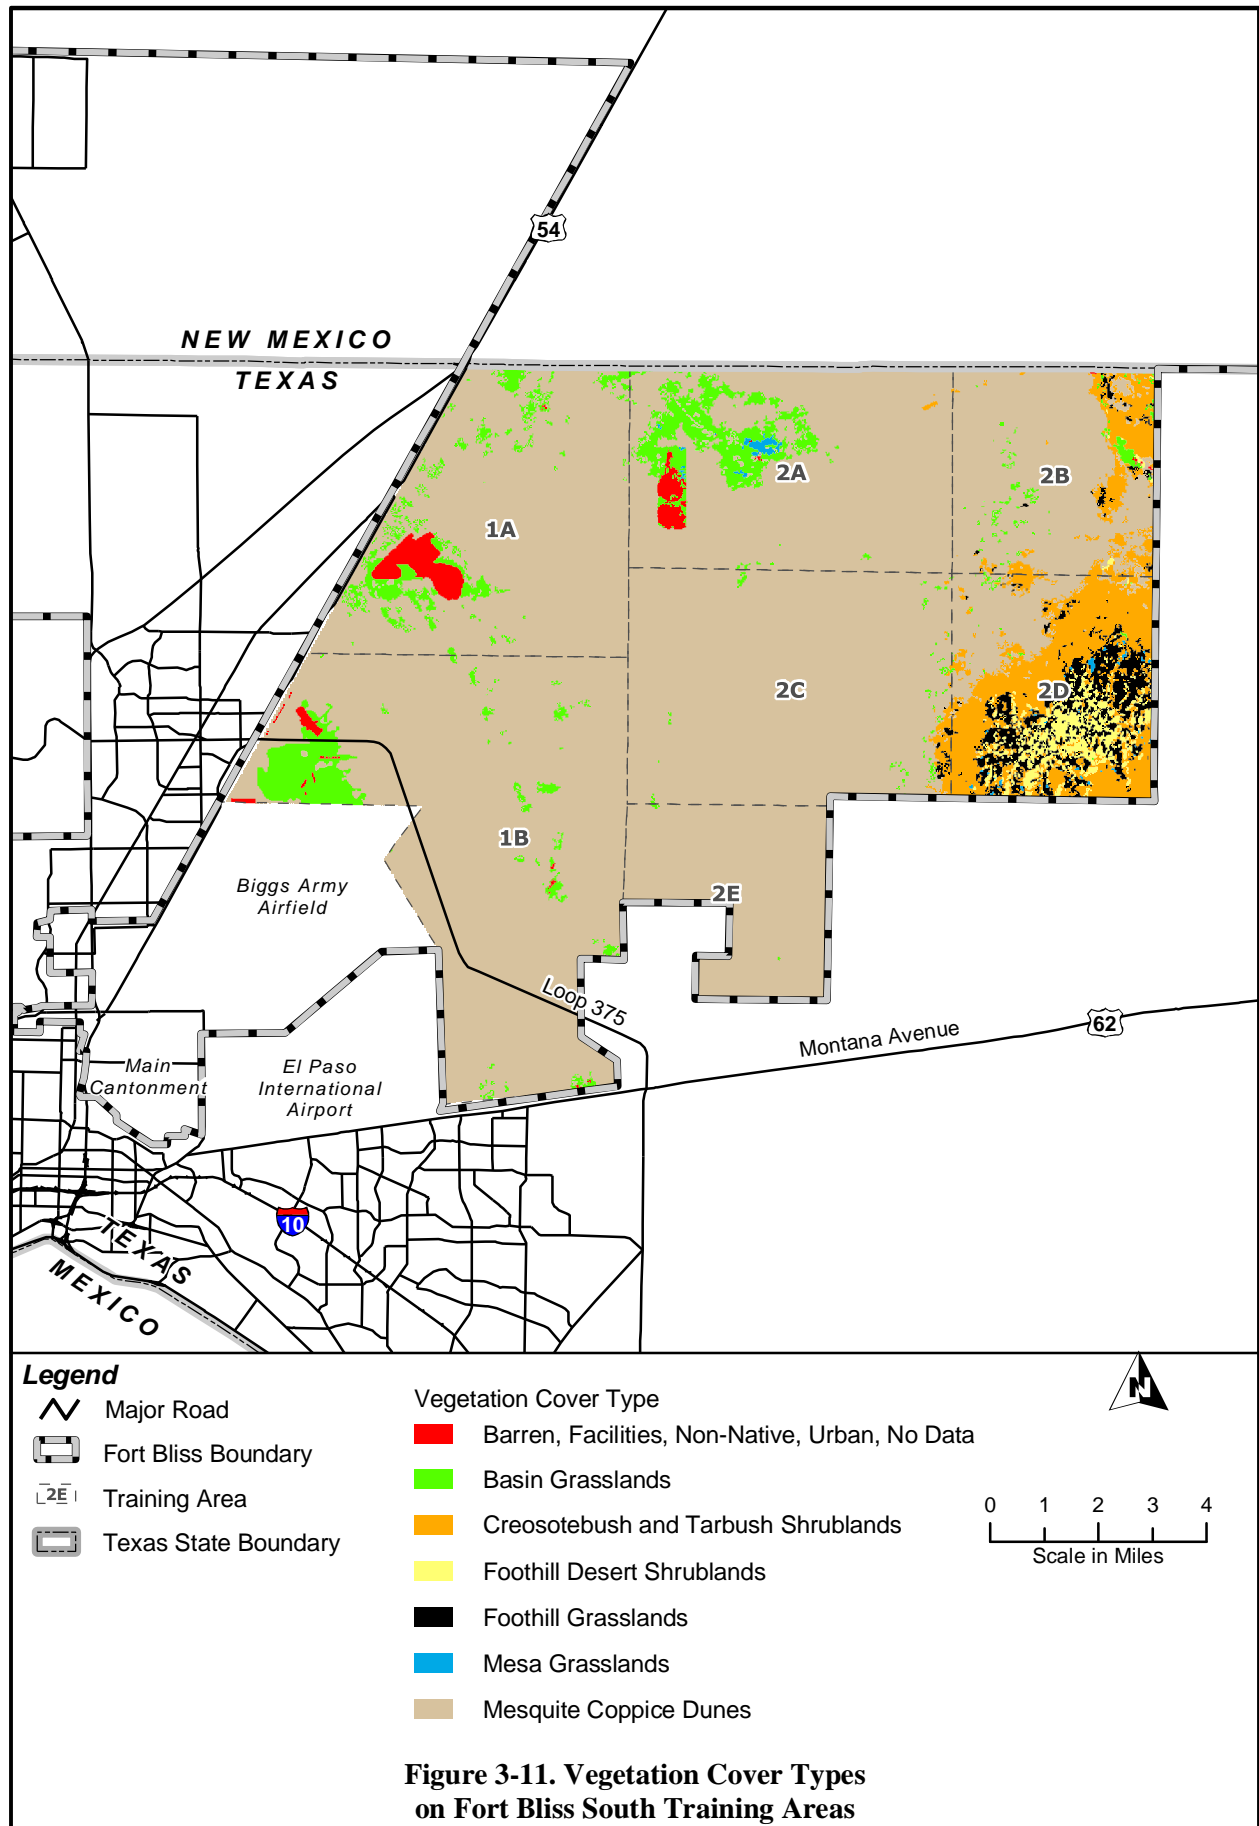 54
NEW MEXICO
TEXAS
2A
2B
1A
2C
2D
1B
2E
Biggs Army
Airfield
Loop 375
Montana Avenue
62
Main
Cantonment
El Paso
International
Airport
10
TEXAS
MEXICO
Legend
Major Road
Fort Bliss Boundary
2E Training Area
Texas State Boundary
Vegetation Cover Type
Barren, Facilities, Non-Native, Urban, No Data
Basin Grasslands
Creosotebush and Tarbush Shrublands
Foothill Desert Shrublands
Foothill Grasslands
Mesa Grasslands
Mesquite Coppice Dunes
N
0 1 2 3 4
Scale in Miles
Figure 3-11. Vegetation Cover Types
on Fort Bliss South Training Areas